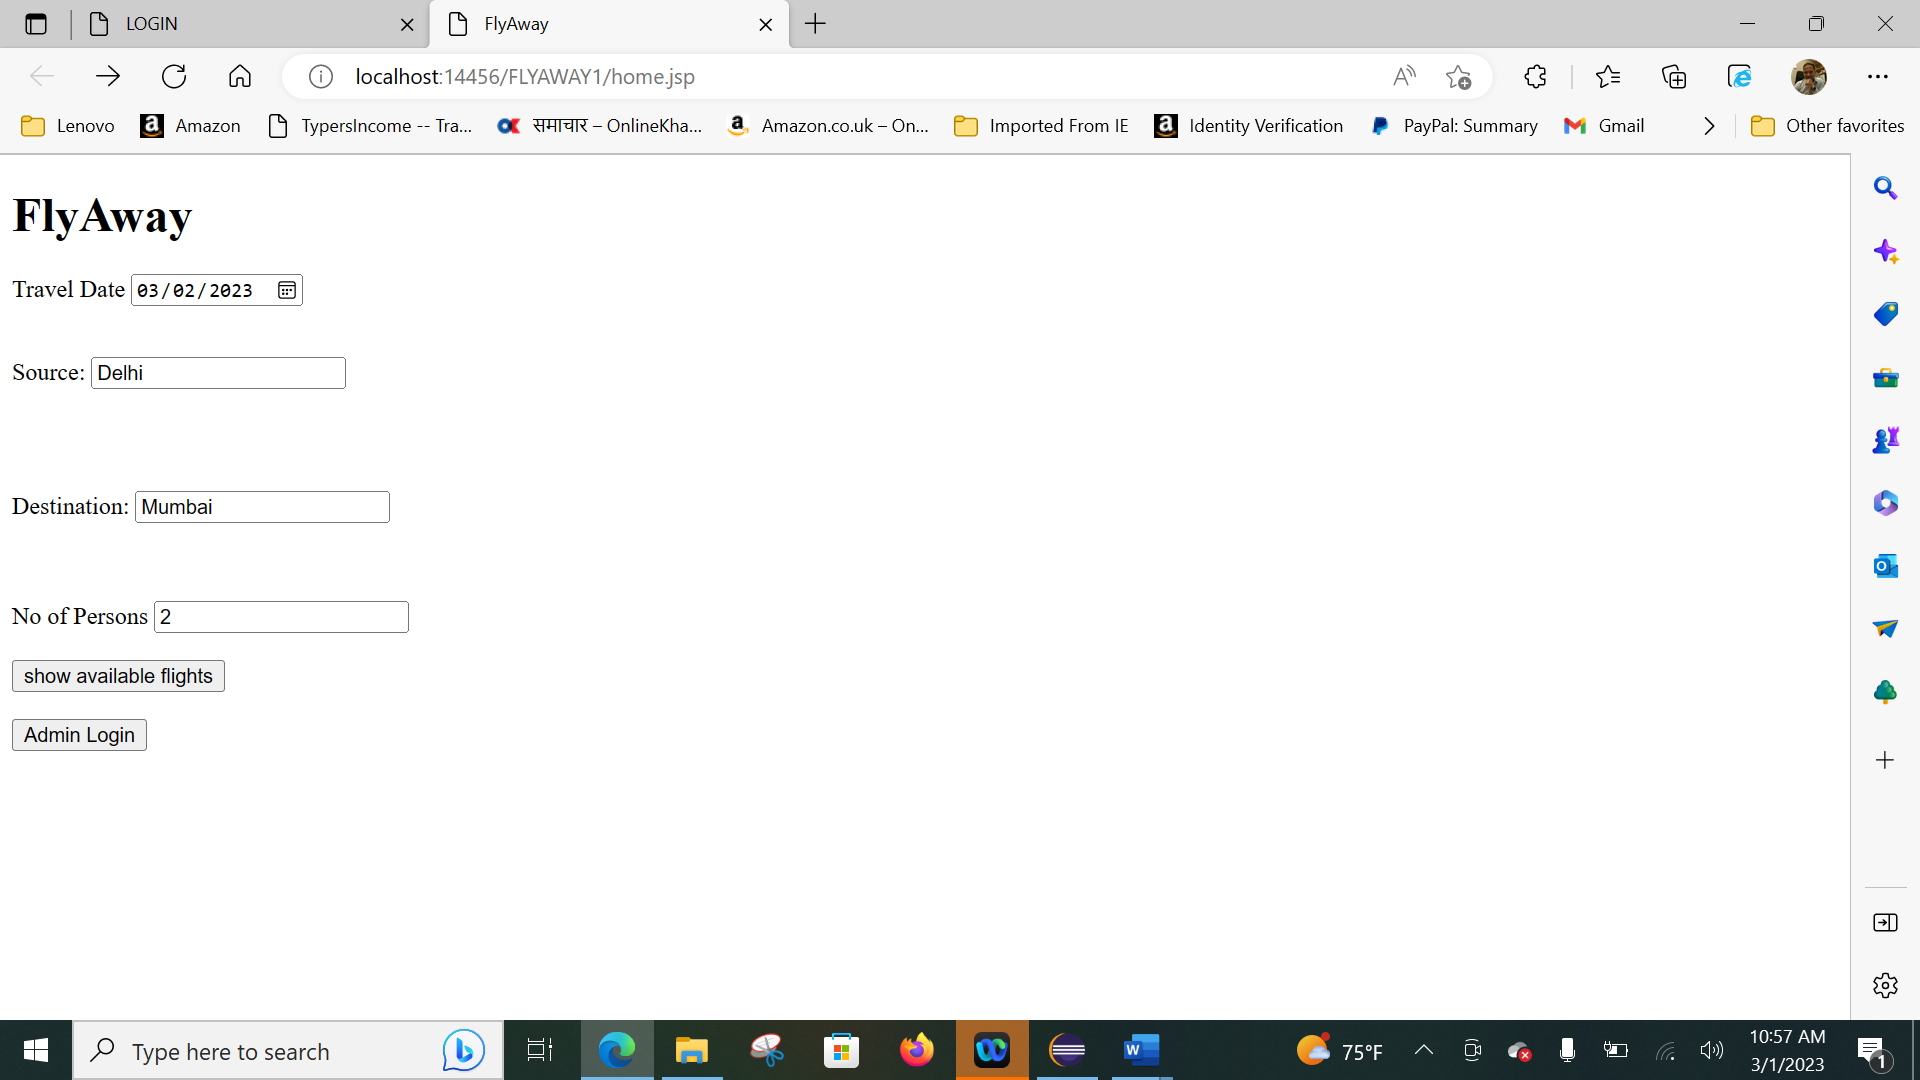 LOGIN
FlyAway
localhost:14456/FLYAWAY1/home.jsp
Lenovo
Amazon
TypersIncome -- Tra...
समाचार – OnlineKha...
Amazon.co.uk – On...
Imported From IE
Identity Verification
PayPal: Summary
Gmail
Other favorites
FlyAway
Travel Date 03/02/2023
Source: Delhi
Destination: Mumbai
No of Persons 2
show available flights
Admin Login
Type here to search
75°F
10:57 AM
3/1/2023
1